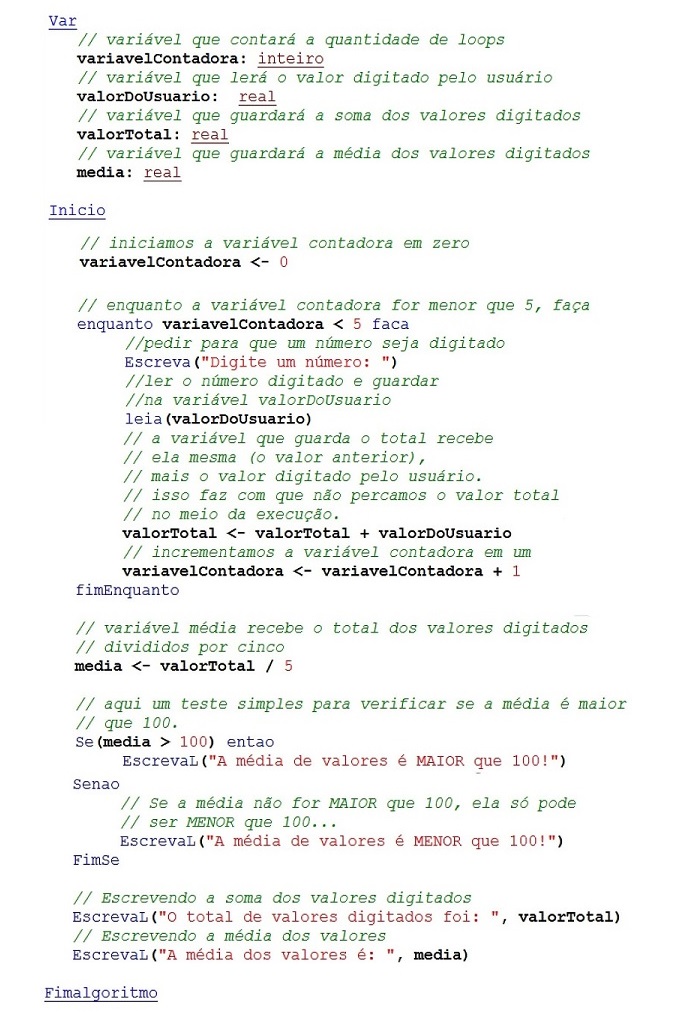 Var
// variável que contará a quantidade de loops
variavelContadora: inteiro
// variável que lerá o valor digitado pelo usuário
valorDoUsuario: real
// variável que guardará a soma dos valores digitados
valorTotal: real
// variável que guardará a média dos valores digitados
media: real
Inicio
// iniciamos a variável contadora em zero
variavelContadora <- 0
// enquanto a variável contadora for menor que 5, faça
enquanto variavelContadora < 5 faca
//pedir para que um número seja digitado
Escreva("Digite um número: ")
//ler o número digitado e guardar
//na variável valorDoUsuario
leia(valorDoUsuario)
// a variável que guarda o total recebe
// ela mesma (o valor anterior),
// mais o valor digitado pelo usuário.
// isso faz com que não percamos o valor total
// no meio da execução.
valorTotal <- valorTotal + valorDoUsuario
// incrementamos a variável contadora em um
variavelContadora <- variavelContadora + 1
fimEnquanto
// variável média recebe o total dos valores digitados
// divididos por cinco
media <- valorTotal / 5
// aqui um teste simples para verificar se a média é maior
// que 100.
Se(media > 100) entao
EscrevaL("A média de valores é MAIOR que 100!")
Senao
// Se a média não for MAIOR que 100, ela só pode
// ser MENOR que 100...
EscrevaL("A média de valores é MENOR que 100!")
FimSe
// Escrevendo a soma dos valores digitados
EscrevaL("O total de valores digitados foi: ", valorTotal)
// Escrevendo a média dos valores
EscrevaL("A média dos valores é: ", media)
Fimalgoritmo